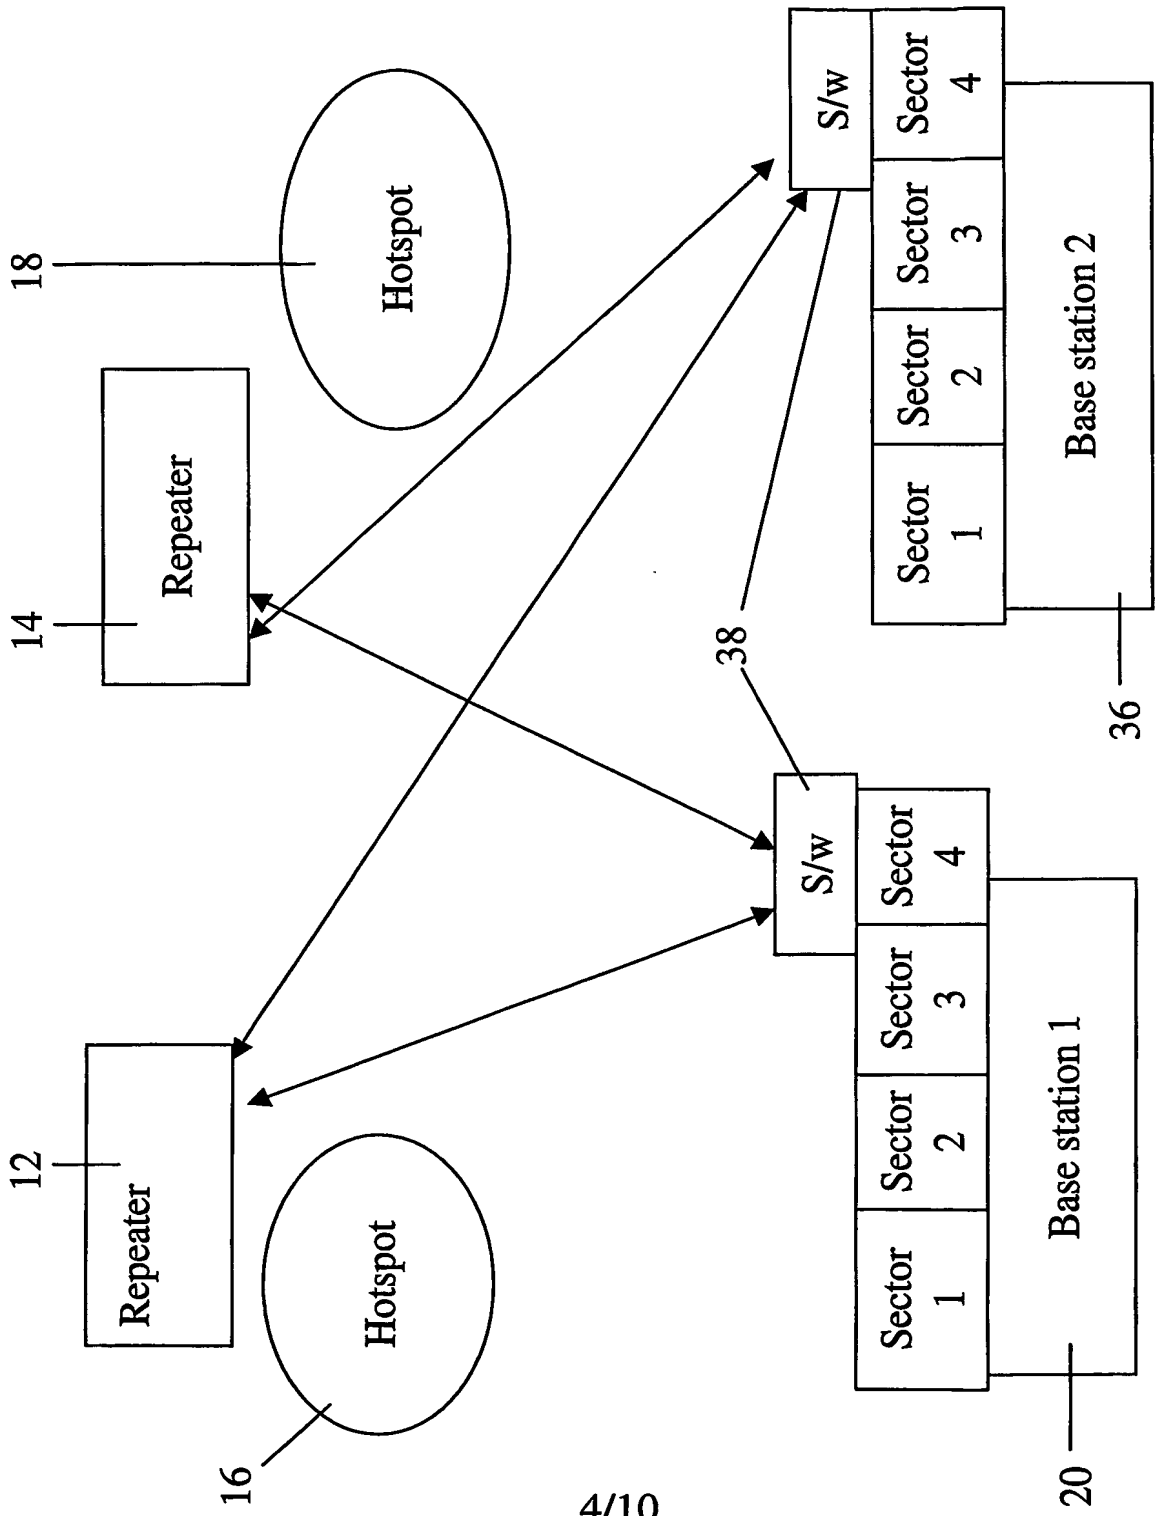 12
14
18
Repeater
Repeater
16
Hotspot
Hotspot
38
S/w
S/w
Sector
1
Sector
2
Sector
3
Sector
4
Sector
1
Sector
2
Sector
3
Sector
4
Base station 1
Base station 2
20
36
4/10